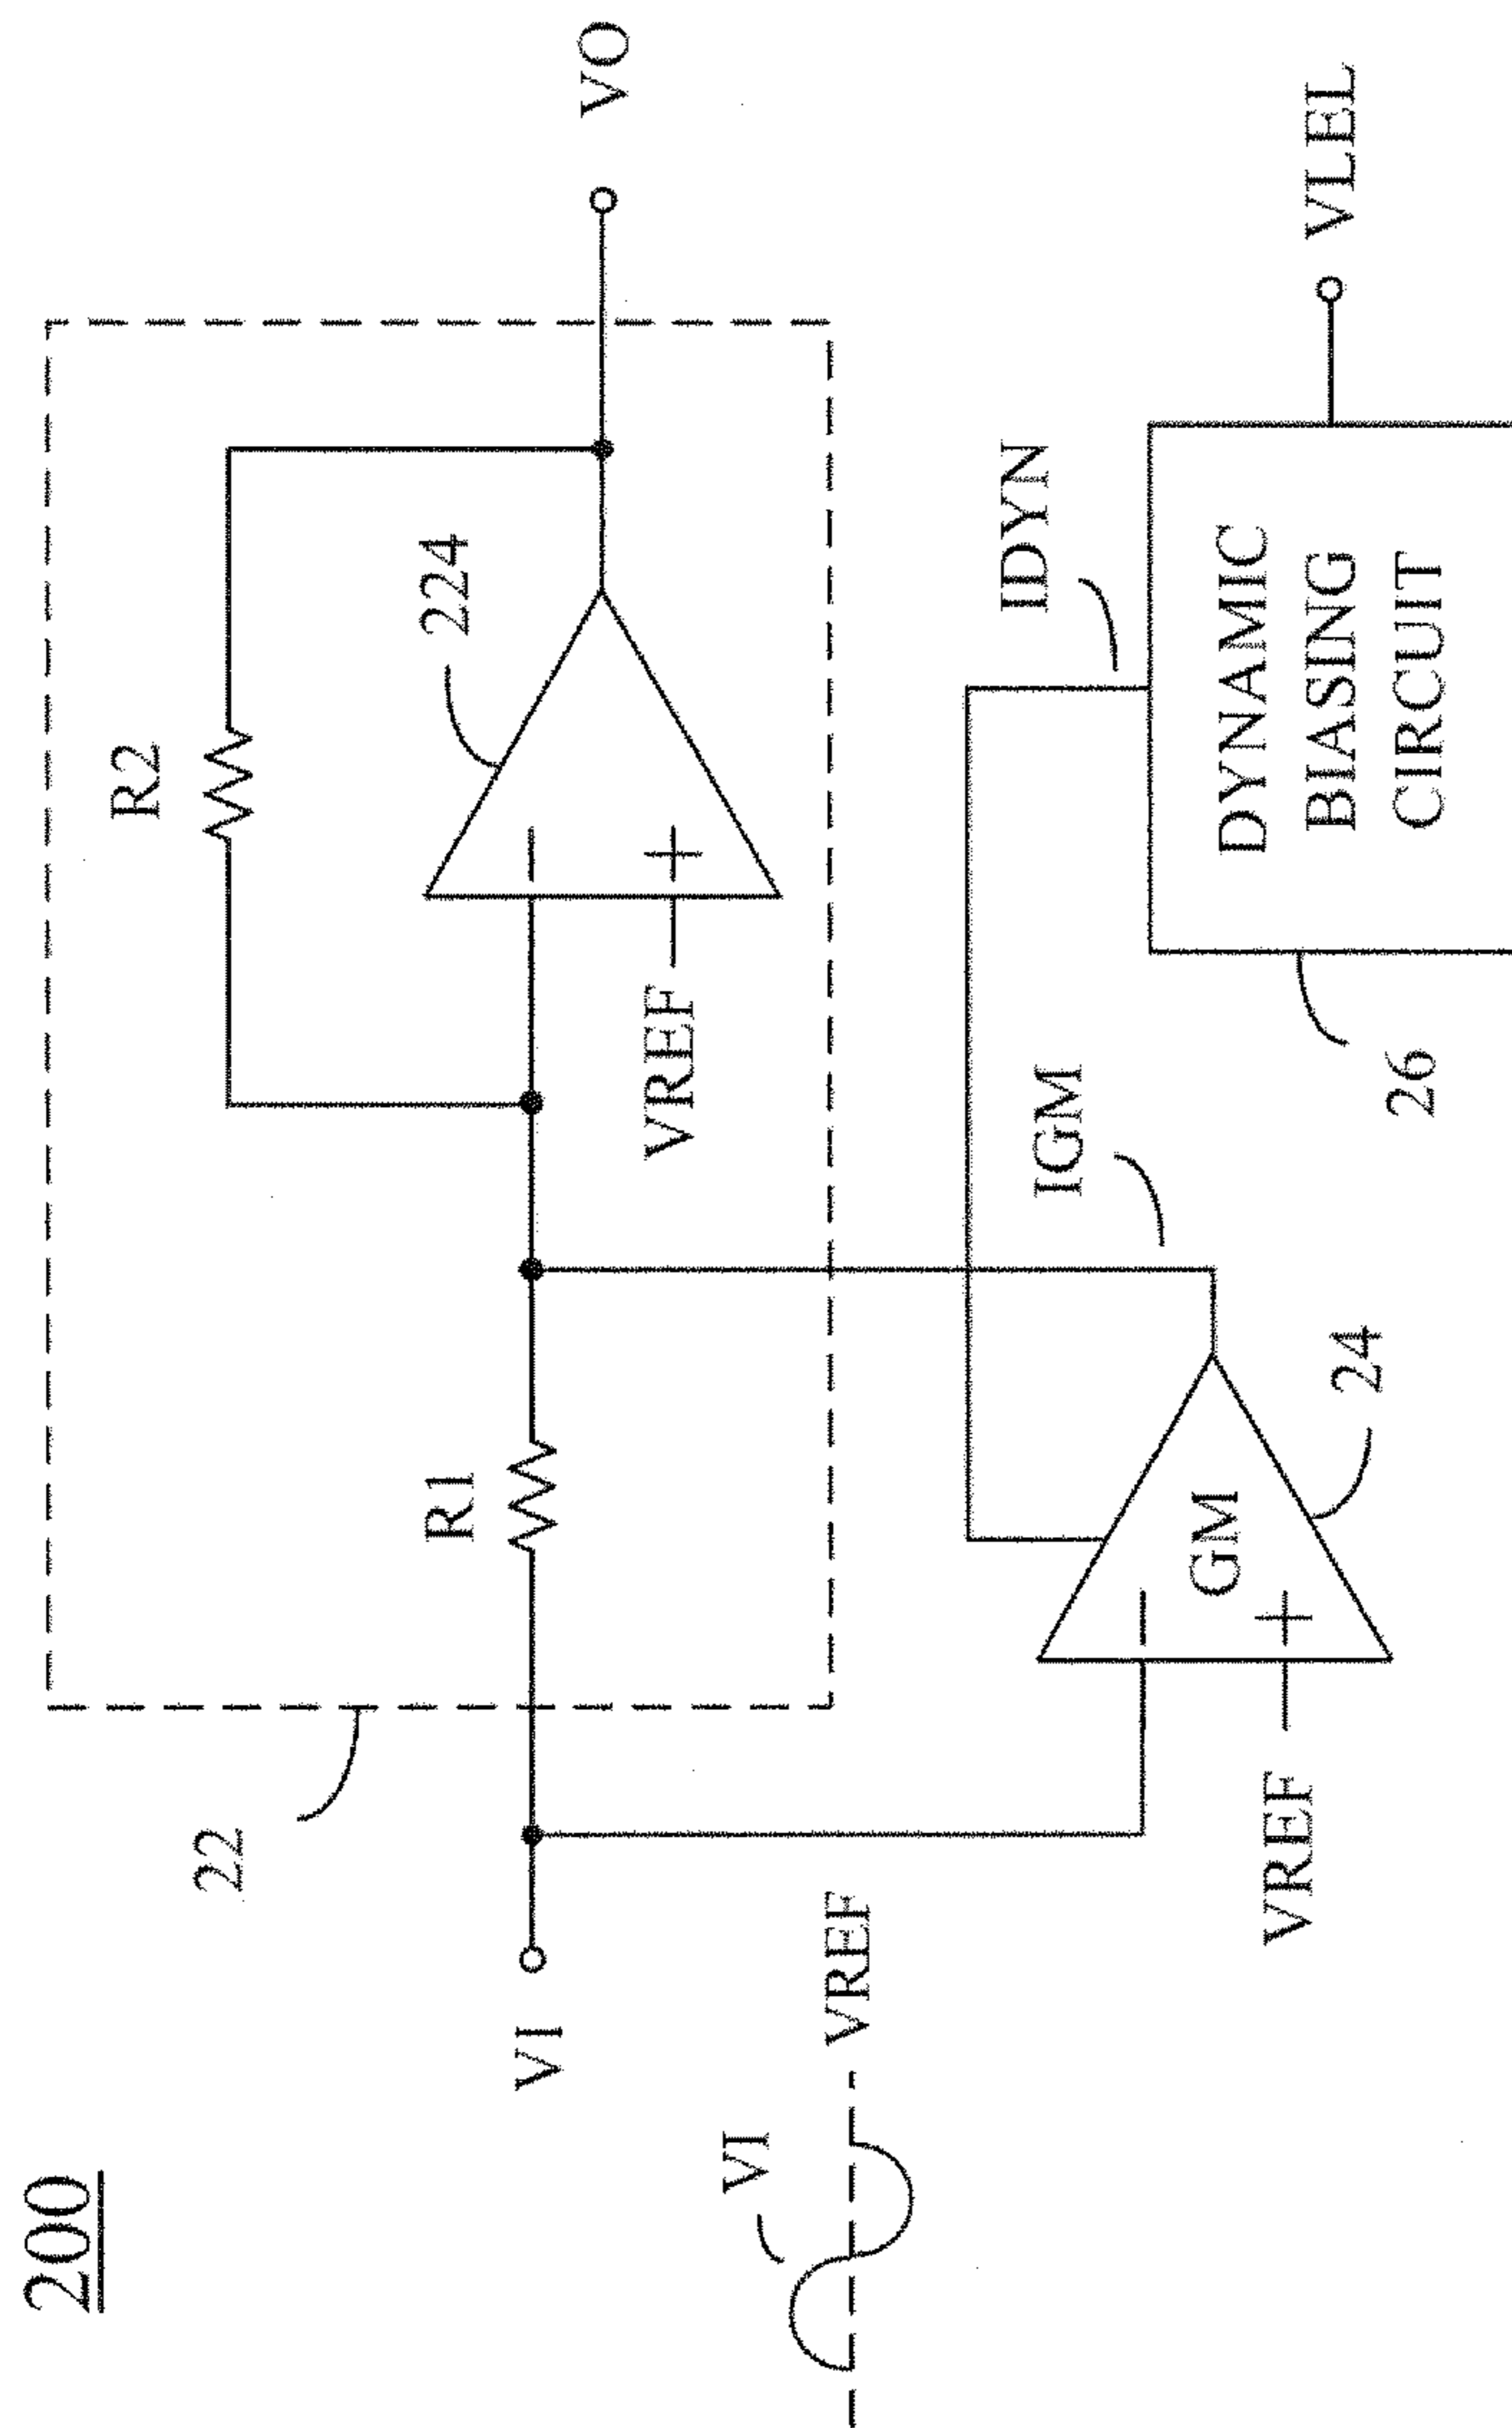 200
22
R2
224
R1
VO
VREF
VI
VI
VREF
IGM
IDYN
GM
VREF
24
DYNAMIC
BIASING
CIRCUIT
VLEL
26